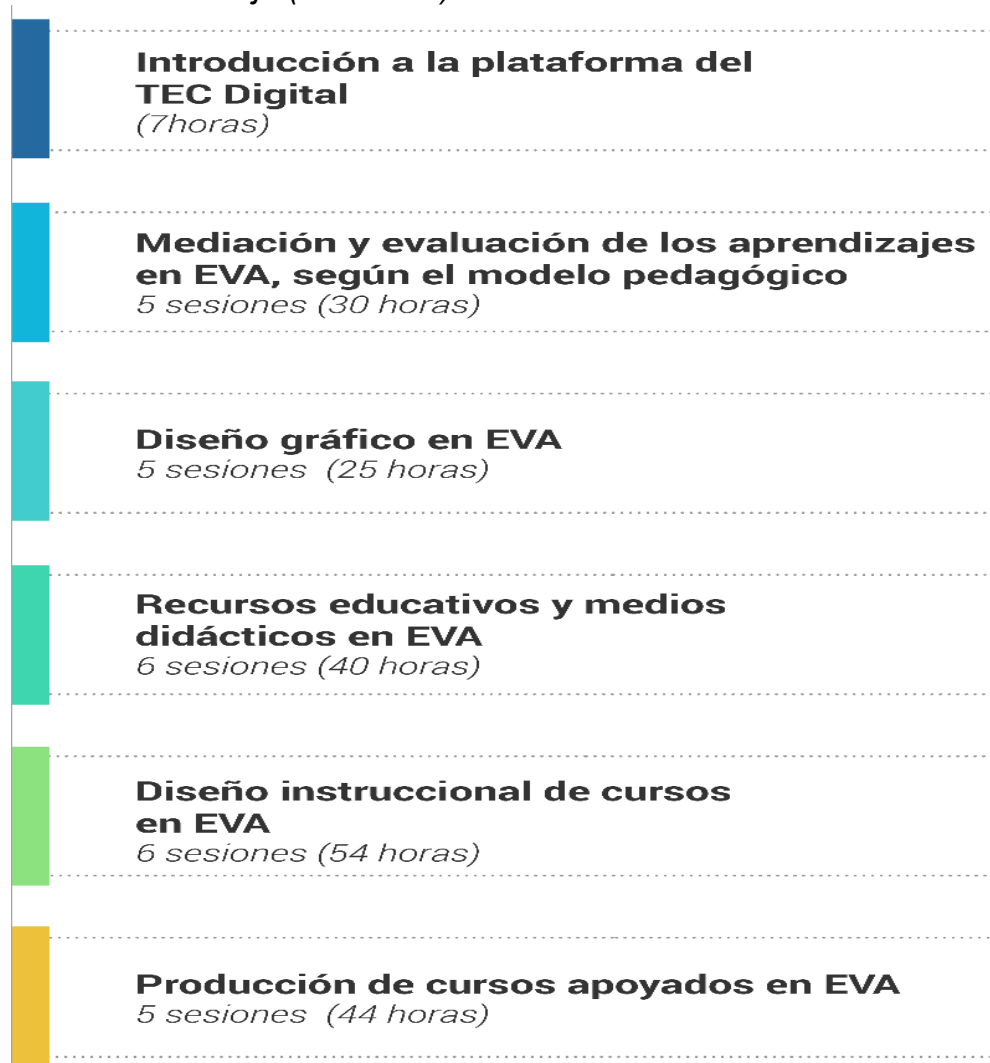 Introducción a la plataforma del
TEC Digital
(7horas)
Mediación y evaluación de los aprendizajes
en EVA, según el modelo pedagógico
5 sesiones (30 horas)
Diseño gráfico en EVA
5 sesiones  (25 horas)
Recursos educativos y medios
didácticos en EVA
6 sesiones (40 horas)
Diseño instruccional de cursos
en EVA
6 sesiones (54 horas)
Producción de cursos apoyados en EVA
5 sesiones  (44 horas)